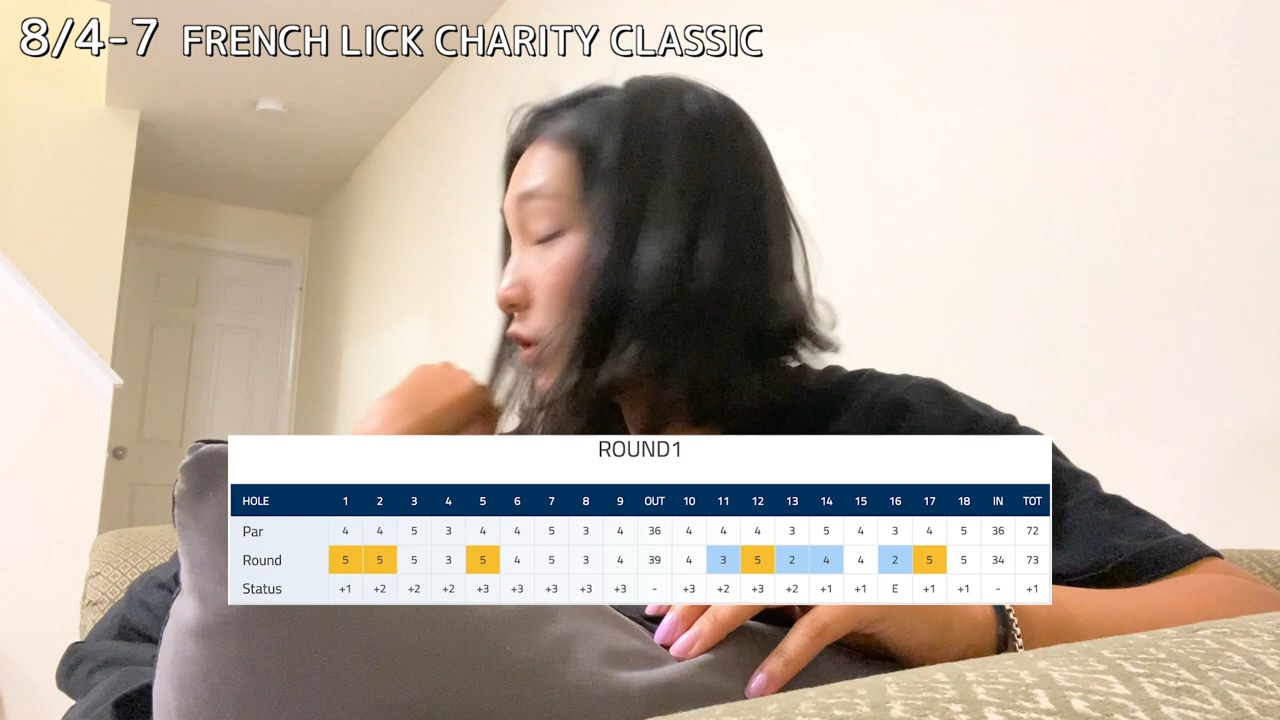 8/4-7 FRENCH LICK CHARITY CLASSIC
ROUND1
HOLE 1 2 3 4 5 6 7 8 9 OUT 10 11 12 13 14 15 16 17 18 IN TOT
Par 4 4 5 3 4 4 5 3 4 36 4 4 4 3 5 4 3 4 5 36 72
Round 5 5 5 3 5 4 5 3 4 39 4 3 5 2 4 4 2 5 5 34 73
Status +1 +2 +2 +2 +3 +3 +3 +3 +3 - +3 +2 +3 +2 +1 +1 E +1 +1 - +1